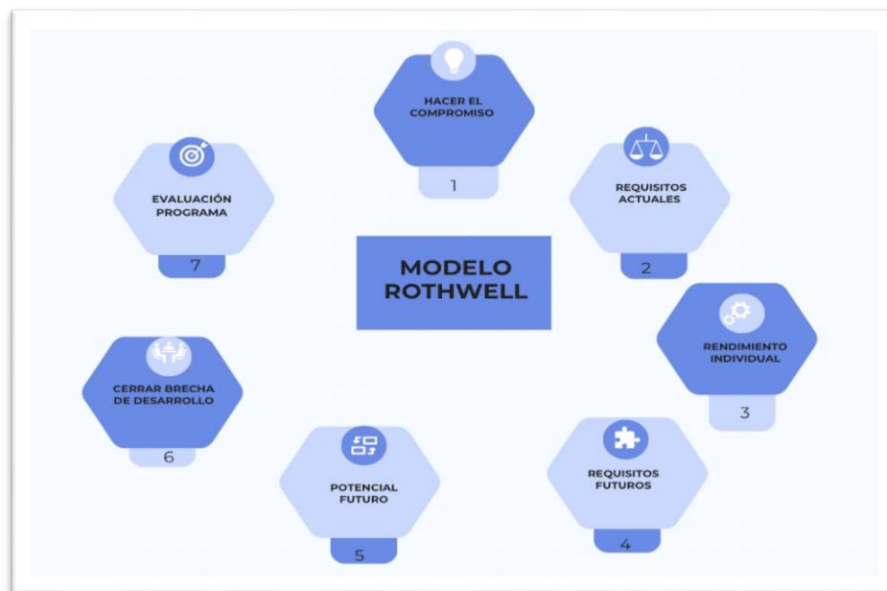 MODELO
ROTHWELL
HACER EL
COMPROMISO
1
REQUISITOS
ACTUALES
2
RENDIMIENTO
INDIVIDUAL
3
REQUISITOS
FUTUROS
4
POTENCIAL
FUTURO
5
CERRAR BRECHA
DE DESARROLLO
6
EVALUACIÓN
PROGRAMA
7